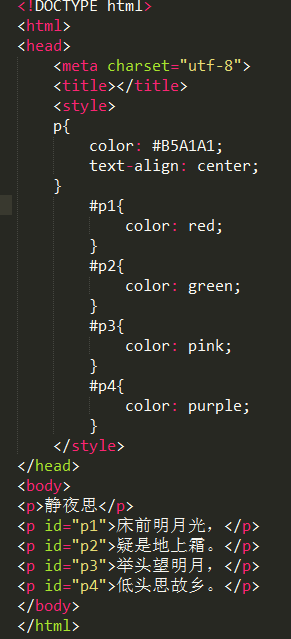 <!DOCTYPE html>
<html>
<head>
    <meta charset="utf-8">
    <title></title>
    <style>
    p{
        color: #B5A1A1;
        text-align: center;
    }
        #p1{
            color: red;
        }
        #p2{
            color: green;
        }
        #p3{
            color: pink;
        }
        #p4{
            color: purple;
        }
    </style>
</head>
<body>
<p>静夜思</p>
<p id="p1">床前明月光，</p>
<p id="p2">疑是地上霜。</p>
<p id="p3">举头望明月，</p>
<p id="p4">低头思故乡。</p>
</body>
</html>